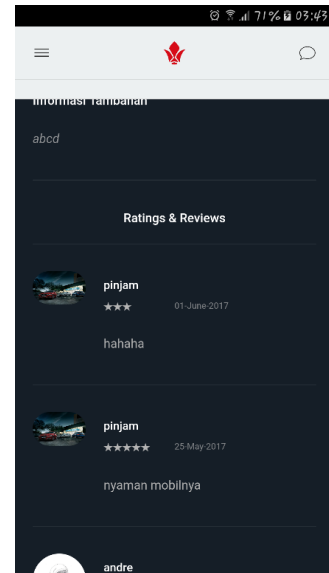 71% 03:43
Informasi Tambahan
abcd
Ratings & Reviews
pinjam
★★★ 01-June-2017
hahaha
pinjam
★★★★★ 25-May-2017
nyaman mobilnya
andre